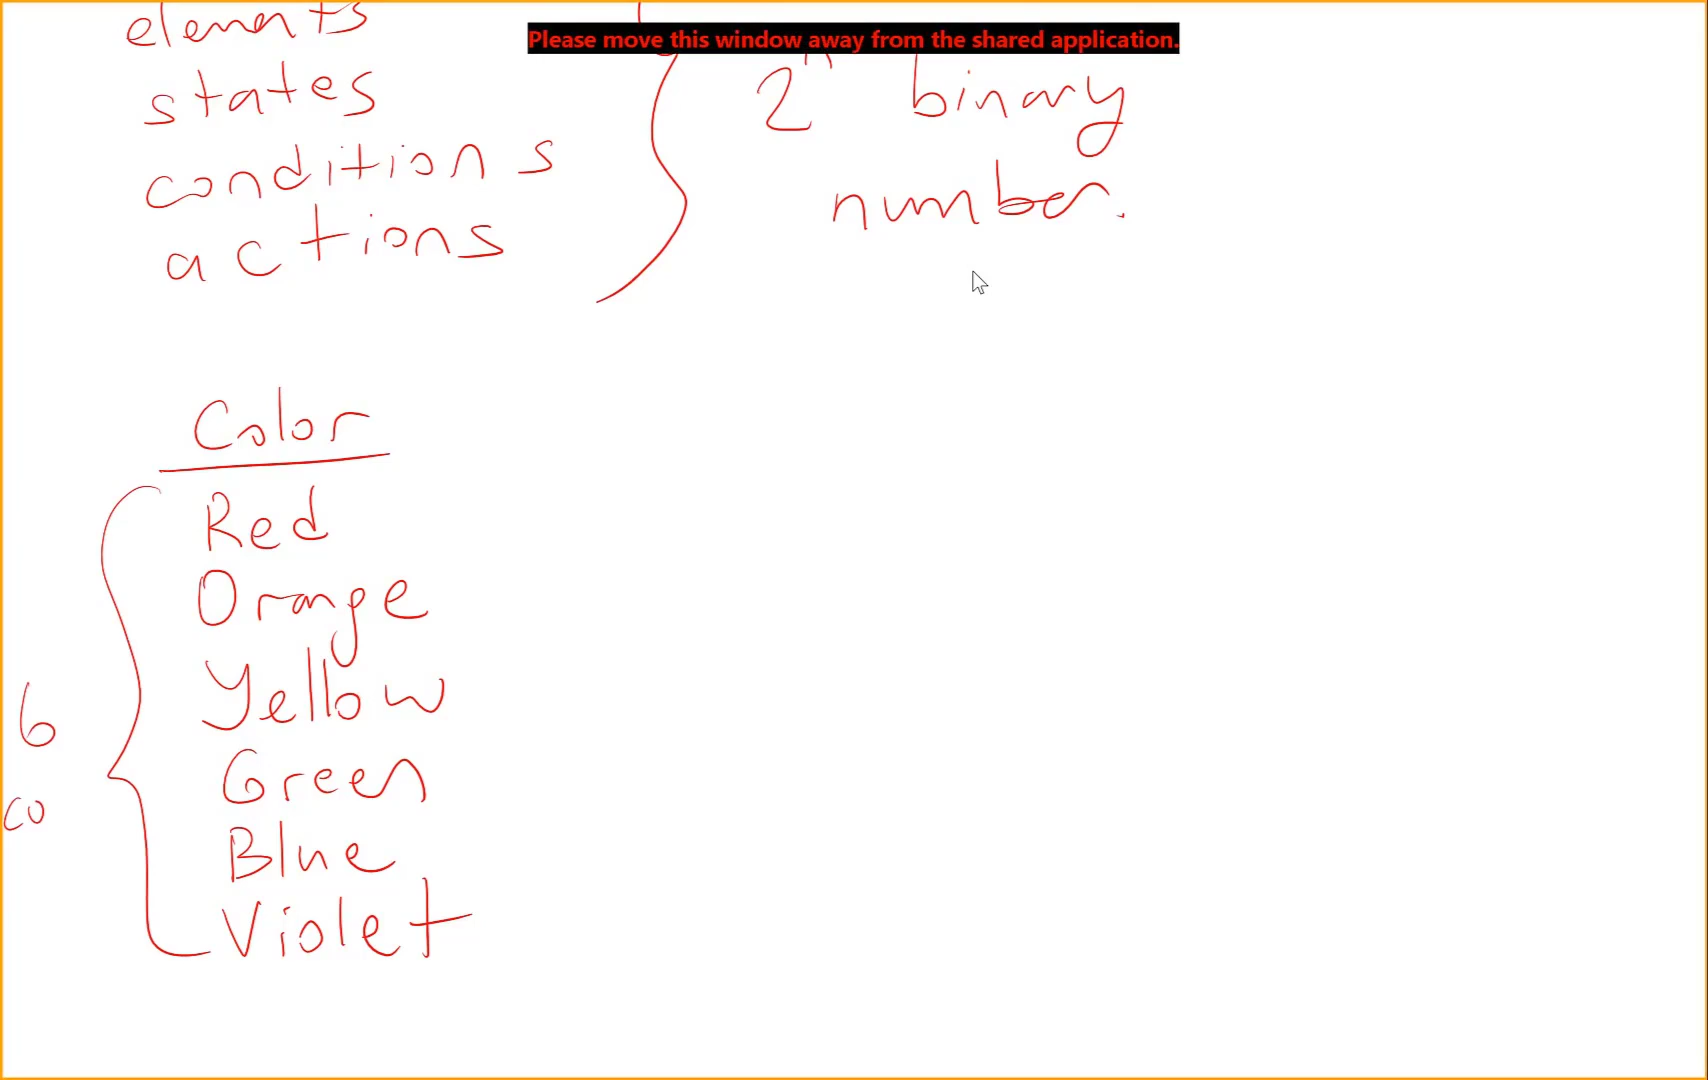 elements
Please move this window away from the shared application.
states
2^n binary
conditions
number.
actions
Color
Red
Orange
Yellow
6
Green
co
Blue
Violet